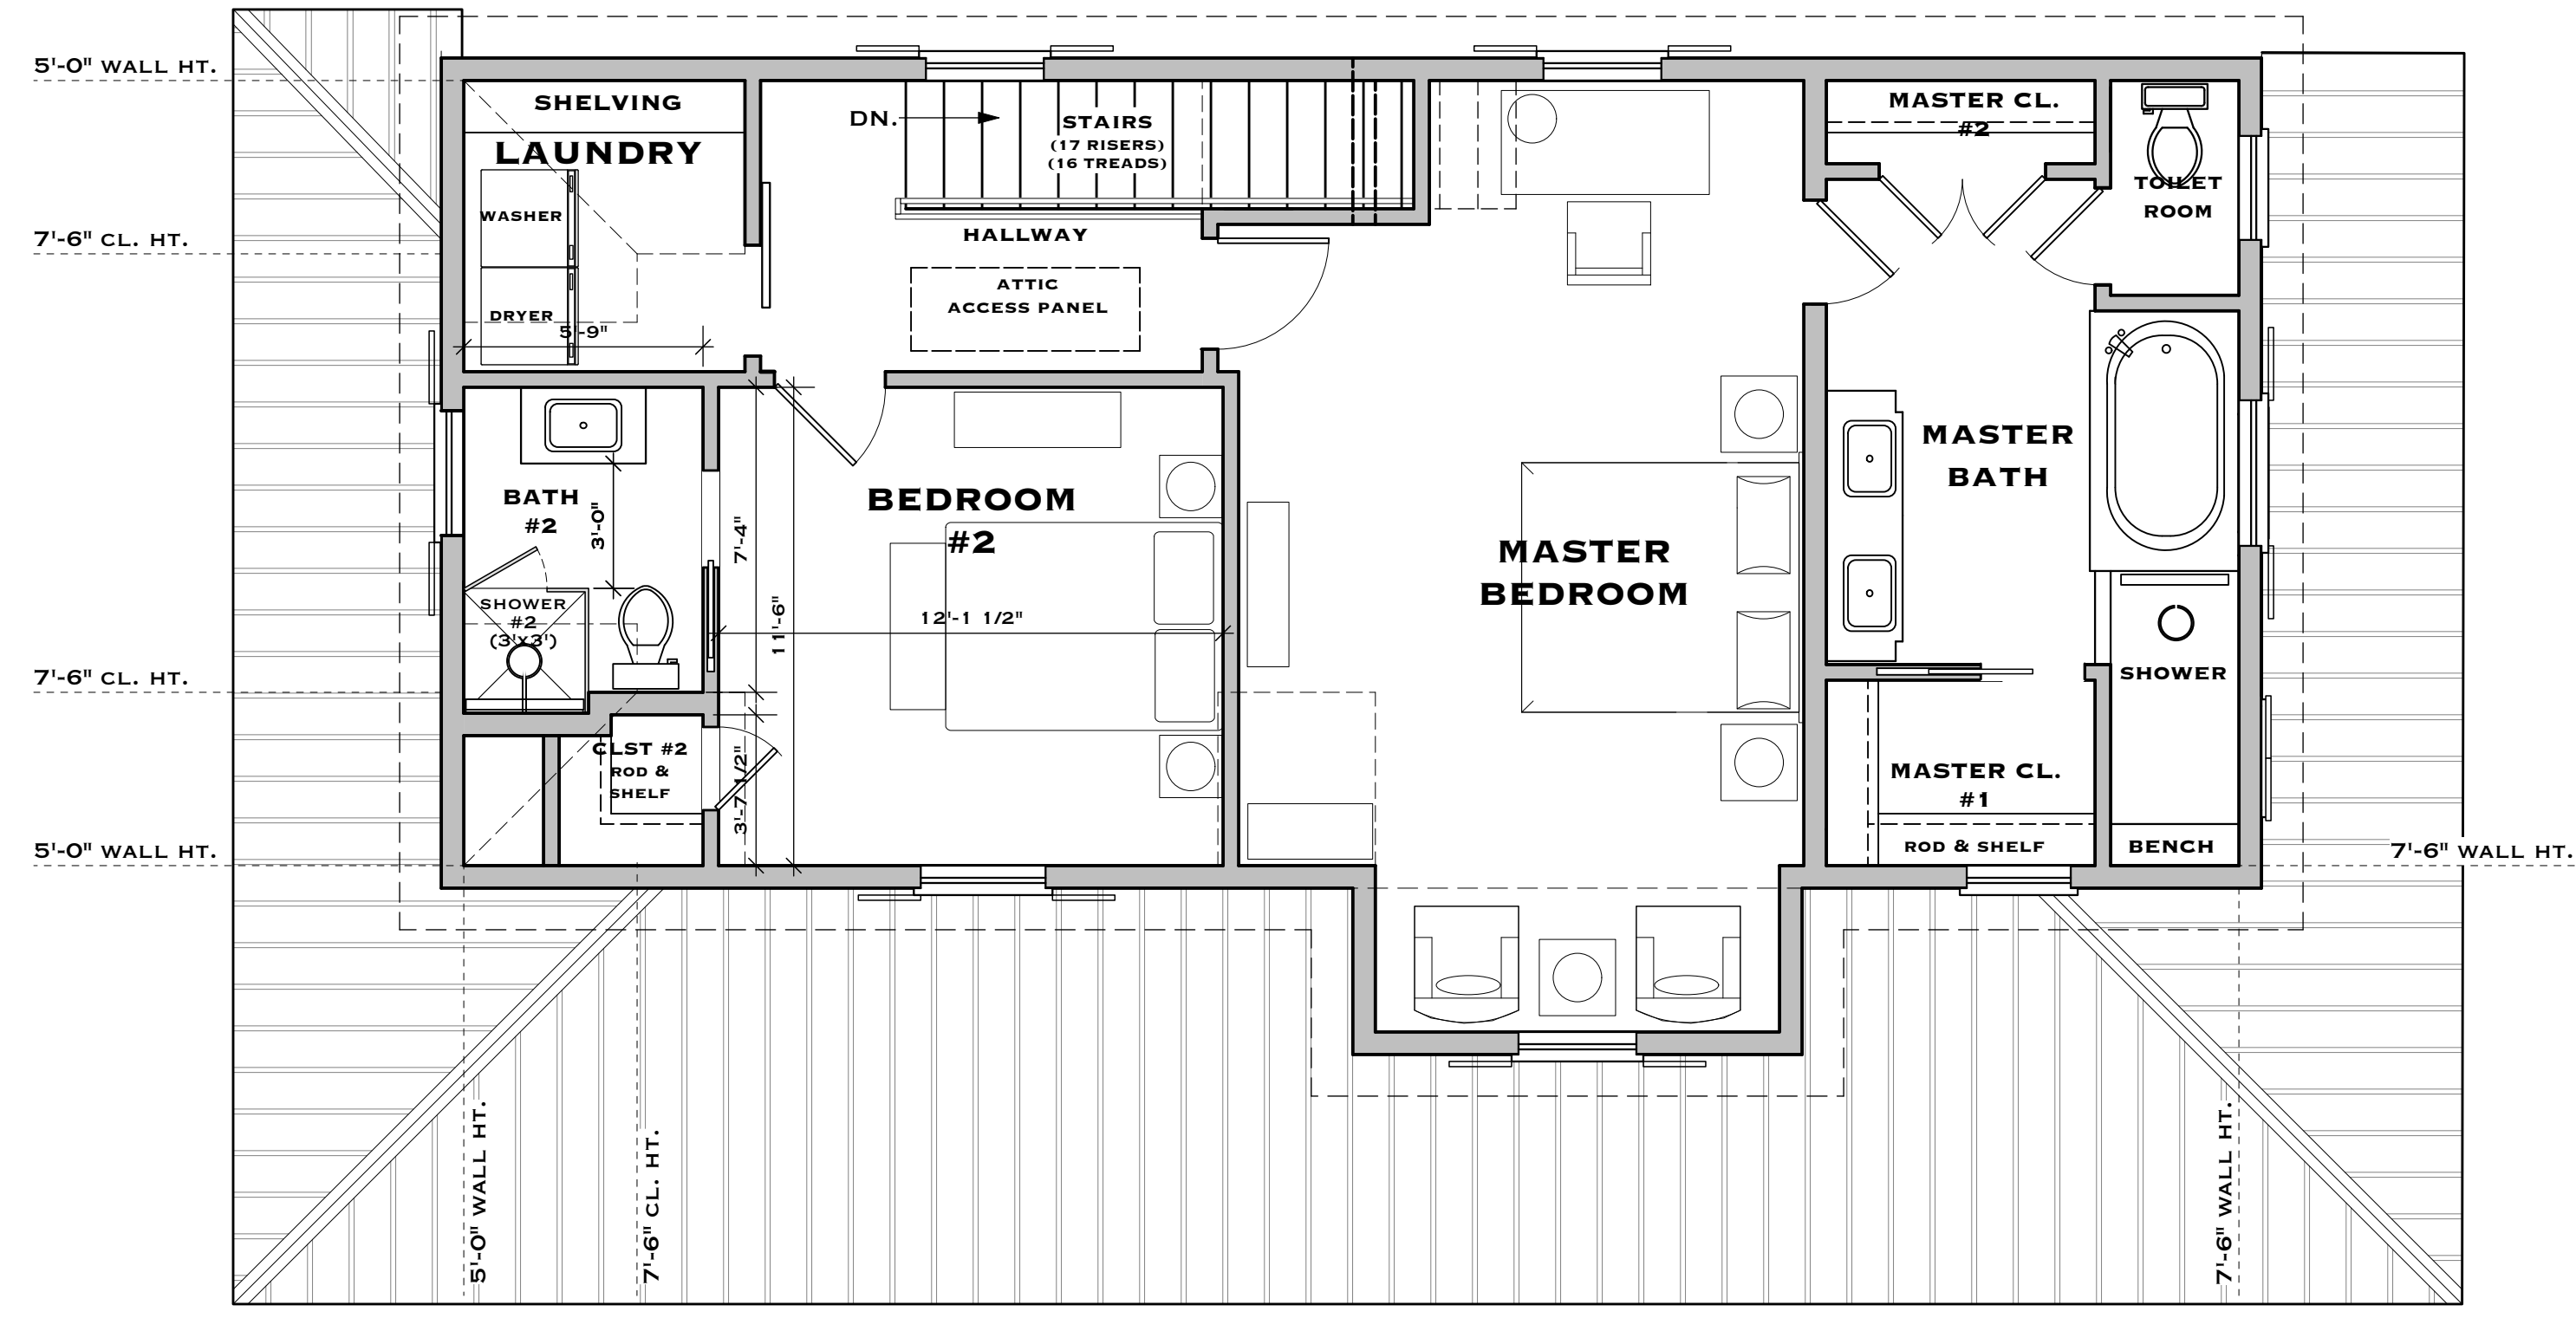 5'-0" WALL HT.
7'-6" CL. HT.
7'-6" CL. HT.
5'-0" WALL HT.
SHELVING
LAUNDRY
WASHER
DRYER
5'-9"
DN.
STAIRS
(17 RISERS)
(16 TREADS)
HALLWAY
ATTIC
ACCESS PANEL
MASTER CL.
#2
TOILET
ROOM
BATH
#2
3'-0"
SHOWER
#2
(3'x3')
7'-4"
11'-6"
BEDROOM
#2
12'-1 1/2"
CLST #2
ROD &
SHELF
3'-7 1/2"
MASTER
BEDROOM
MASTER
BATH
SHOWER
MASTER CL.
#1
ROD & SHELF
BENCH
7'-6" WALL HT.
5'-0" WALL HT.
7'-6" CL. HT.
7'-6" WALL HT.